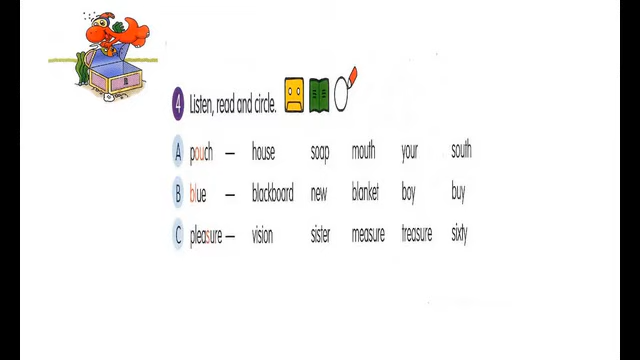 4 Listen, read and circle.
A pouch — house soap mouth your south
B blue — blackboard new blanket boy buy
C pleasure — vision sister measure treasure sixty